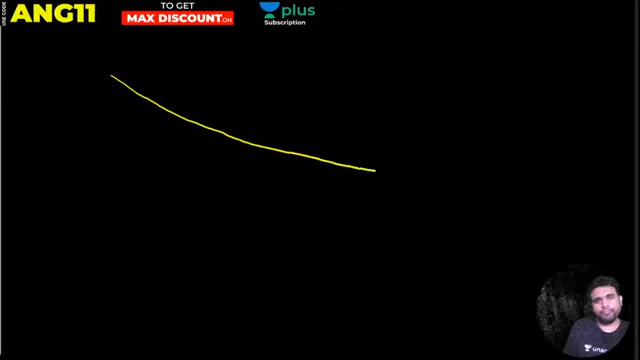 USE CODE
ANG11
TO GET
MAX DISCOUNT ON
plus
Subscription